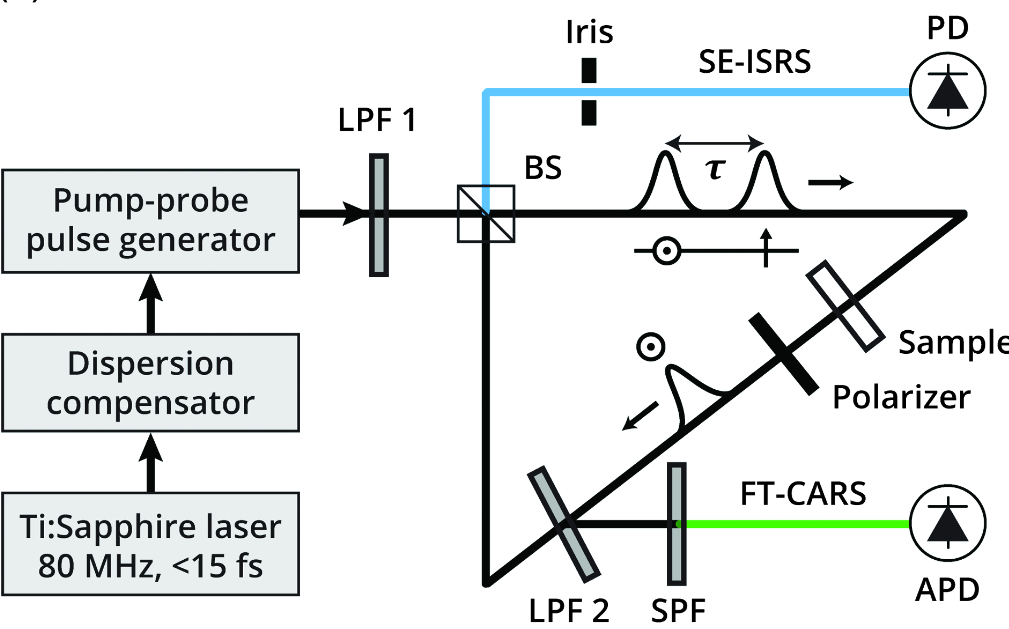 PD
Iris
SE-ISRS
LPF 1
BS
τ
Pump-probe
pulse generator
Sample
Dispersion
compensator
Polarizer
FT-CARS
Ti:Sapphire laser
80 MHz, <15 fs
APD
LPF 2
SPF